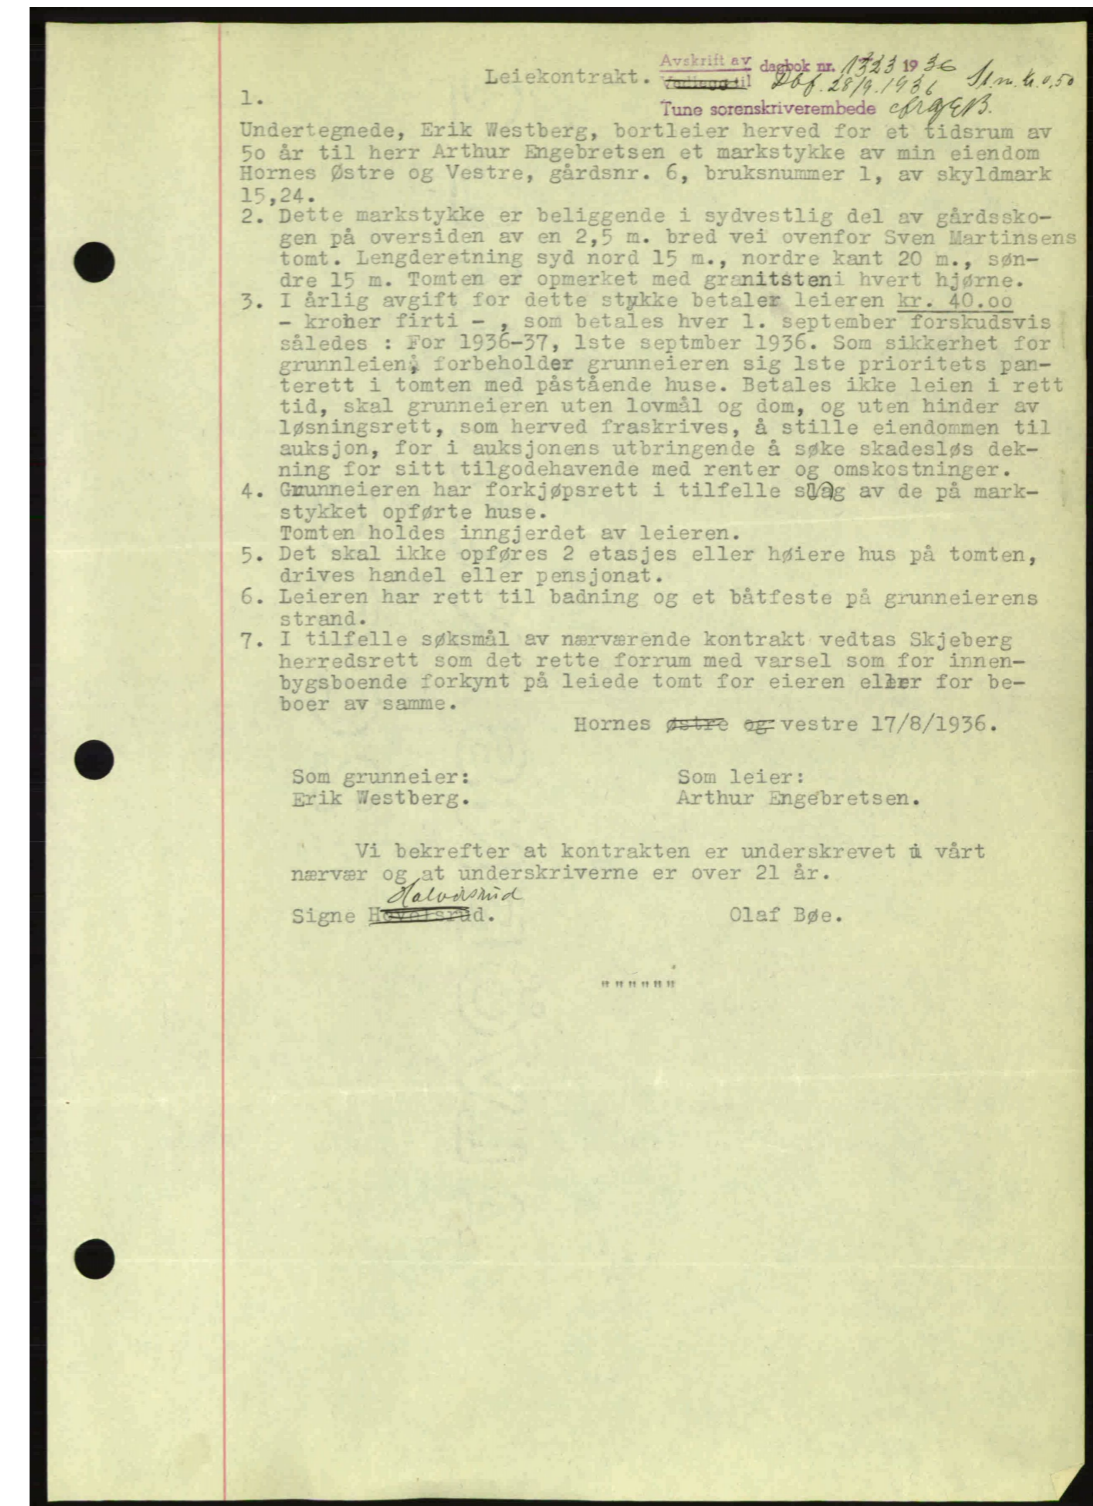 Leiekontrakt. Avskrift av dagbok nr. 1323 1936
Vedlegg til Dbf. 28/9.1936 St.m. kr. 0,50
Tune sorenskriverembede
1.
Undertegnede, Erik Westberg, bortleier herved for et tidsrum av
50 år til herr Arthur Engebretsen et markstykke av min eiendom
Hornes Østre og Vestre, gårdsnr. 6, bruksnummer 1, av skyldmark
15,24.
2. Dette markstykke er beliggende i sydvestlig del av gårdssko-
gen på oversiden av en 2,5 m. bred vei ovenfor Sven Martinsens
tomt. Lengderetning syd nord 15 m., nordre kant 20 m., søn-
dre 15 m. Tomten er opmerket med granitsteni hvert hjørne.
3. I årlig avgift for dette stykke betaler leieren kr. 40.oo
- kroner firti - , som betales hver 1. september forskudsvis
således : For 1936-37, 1ste septmber 1936. Som sikkerhet for
grunnleien, forbeholder grunneieren sig 1ste prioritets pan-
terett i tomten med påstående huse. Betales ikke leien i rett
tid, skal grunneieren uten lovmål og dom, og uten hinder av
løsningsrett, som herved fraskrives, å stille eiendommen til
auksjon, for i auksjonens utbringende å søke skadesløs dek-
ning for sitt tilgodehavende med renter og omskostninger.
4. Grunneieren har forkjøpsrett i tilfelle slag av de på mark-
stykket opførte huse.
Tomten holdes inngjerdet av leieren.
5. Det skal ikke opføres 2 etasjes eller høiere hus på tomten,
drives handel eller pensjonat.
6. Leieren har rett til badning og et båtfeste på grunneierens
strand.
7. I tilfelle søksmål av nærværende kontrakt vedtas Skjeberg
herredsrett som det rette forrum med varsel som for innen-
bygsboende forkynt på leiede tomt for eieren eller for be-
boer av samme.
Hornes østre og vestre 17/8/1936.
Som grunneier: Som leier:
Erik Westberg. Arthur Engebretsen.
Vi bekrefter at kontrakten er underskrevet i vårt
nærvær og at underskriverne er over 21 år.
Halvorsrud
Signe Hovelsrud. Olaf Bøe.
""""""